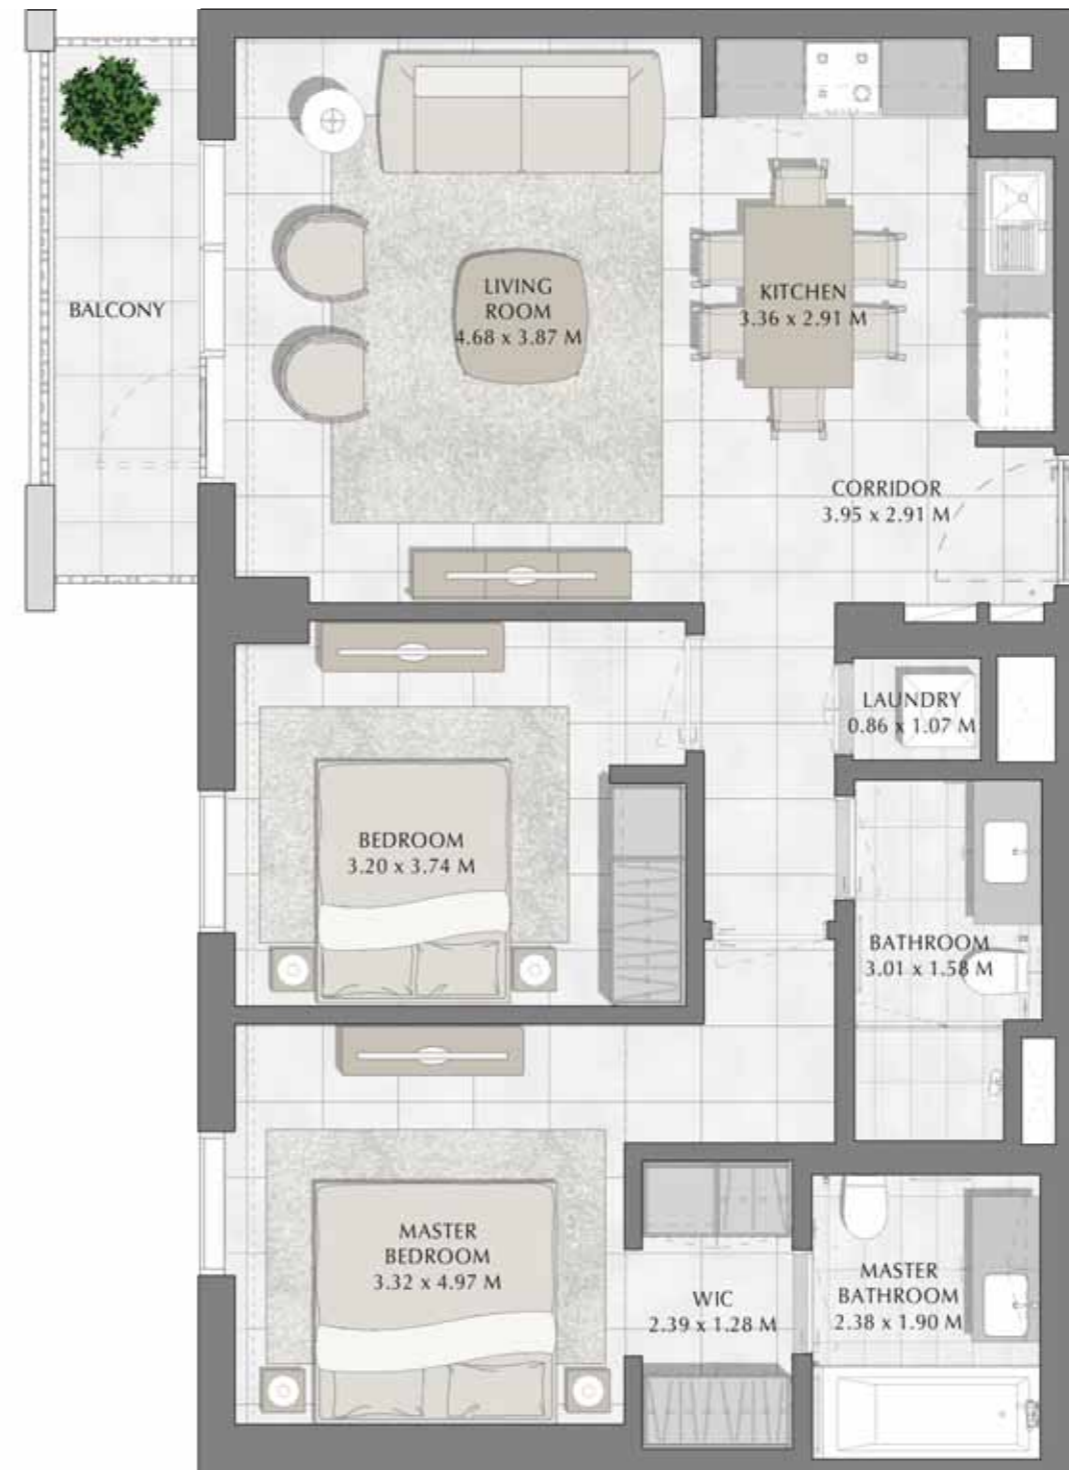 BALCONY
LIVING
ROOM
4.68 x 3.87 M
KITCHEN
3.36 x 2.91 M
CORRIDOR
3.95 x 2.91 M
LAUNDRY
0.86 x 1.07 M
BEDROOM
3.20 x 3.74 M
BATHROOM
3.01 x 1.58 M
MASTER
BEDROOM
3.32 x 4.97 M
WIC
2.39 x 1.28 M
MASTER
BATHROOM
2.38 x 1.90 M